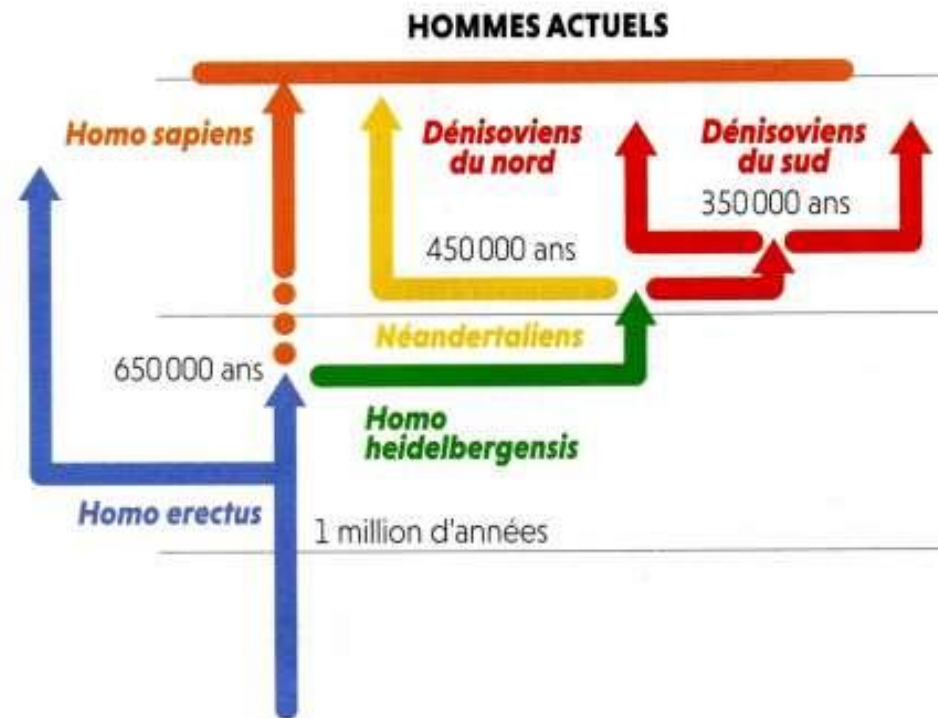 HOMMES ACTUELS
Homo sapiens
Dénisoviens
du nord
Dénisoviens
du sud
350 000 ans
450 000 ans
Néandertaliens
650 000 ans
Homo
heidelbergensis
Homo erectus
1 million d'années